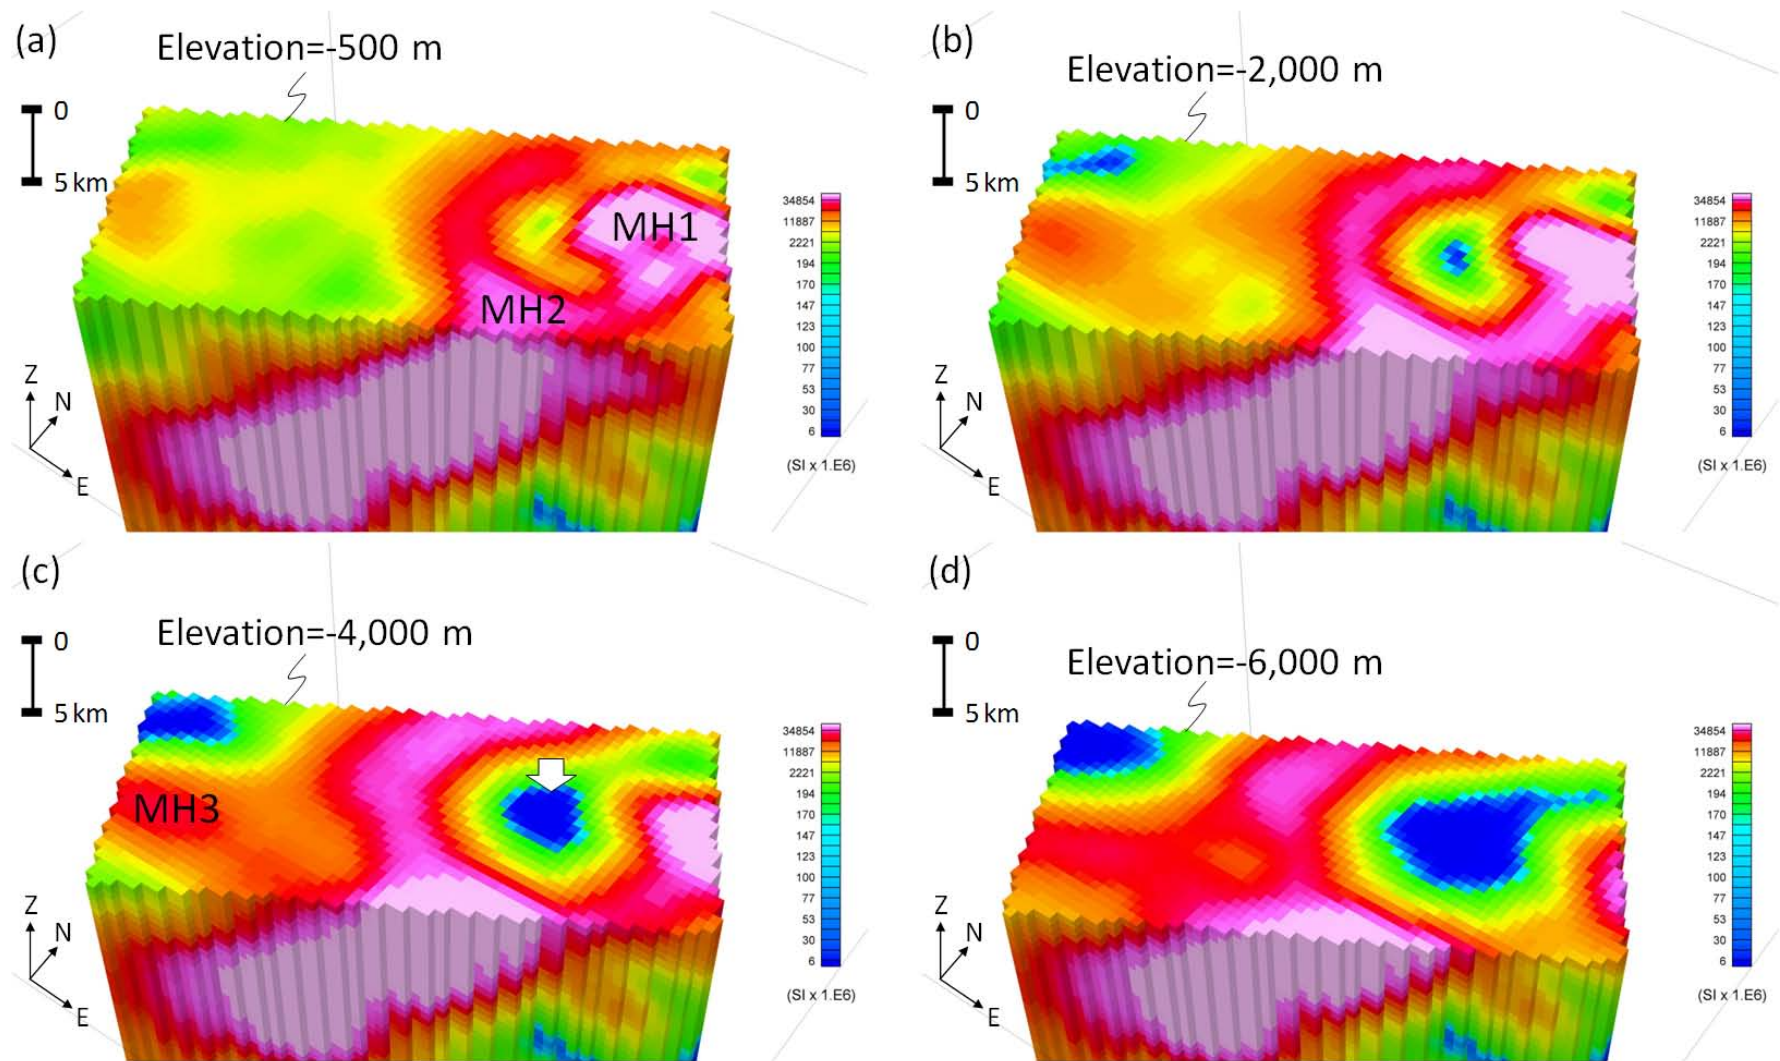 (a)
Elevation=-500 m
0
5 km
MH1
MH2
34854
11887
2221
194
170
147
123
100
77
53
30
6
(SI x 1.E6)
Z
N
E
(b)
Elevation=-2,000 m
0
5 km
34854
11887
2221
194
170
147
123
100
77
53
30
6
(SI x 1.E6)
Z
N
E
(c)
Elevation=-4,000 m
0
5 km
MH3
34854
11887
2221
194
170
147
123
100
77
53
30
6
(SI x 1.E6)
Z
N
E
(d)
Elevation=-6,000 m
0
5 km
34854
11887
2221
194
170
147
123
100
77
53
30
6
(SI x 1.E6)
Z
N
E